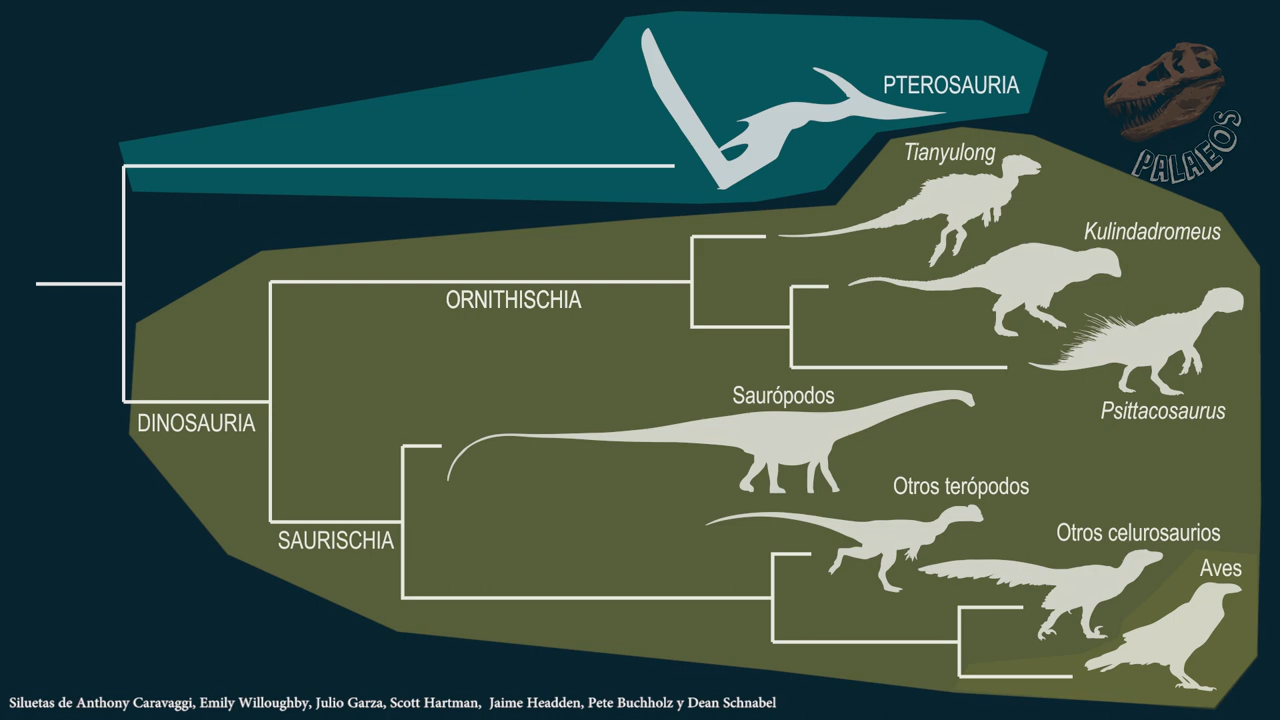 PTEROSAURIA
PALAEOS
Tianyulong
Kulindadromeus
ORNITHISCHIA
Psittacosaurus
Saurópodos
DINOSAURIA
Otros terópodos
SAURISCHIA
Otros celurosaurios
Aves
Siluetas de Anthony Caravaggi, Emily Willoughby, Julio Garza, Scott Hartman, Jaime Headden, Pete Buchholz y Dean Schnabel